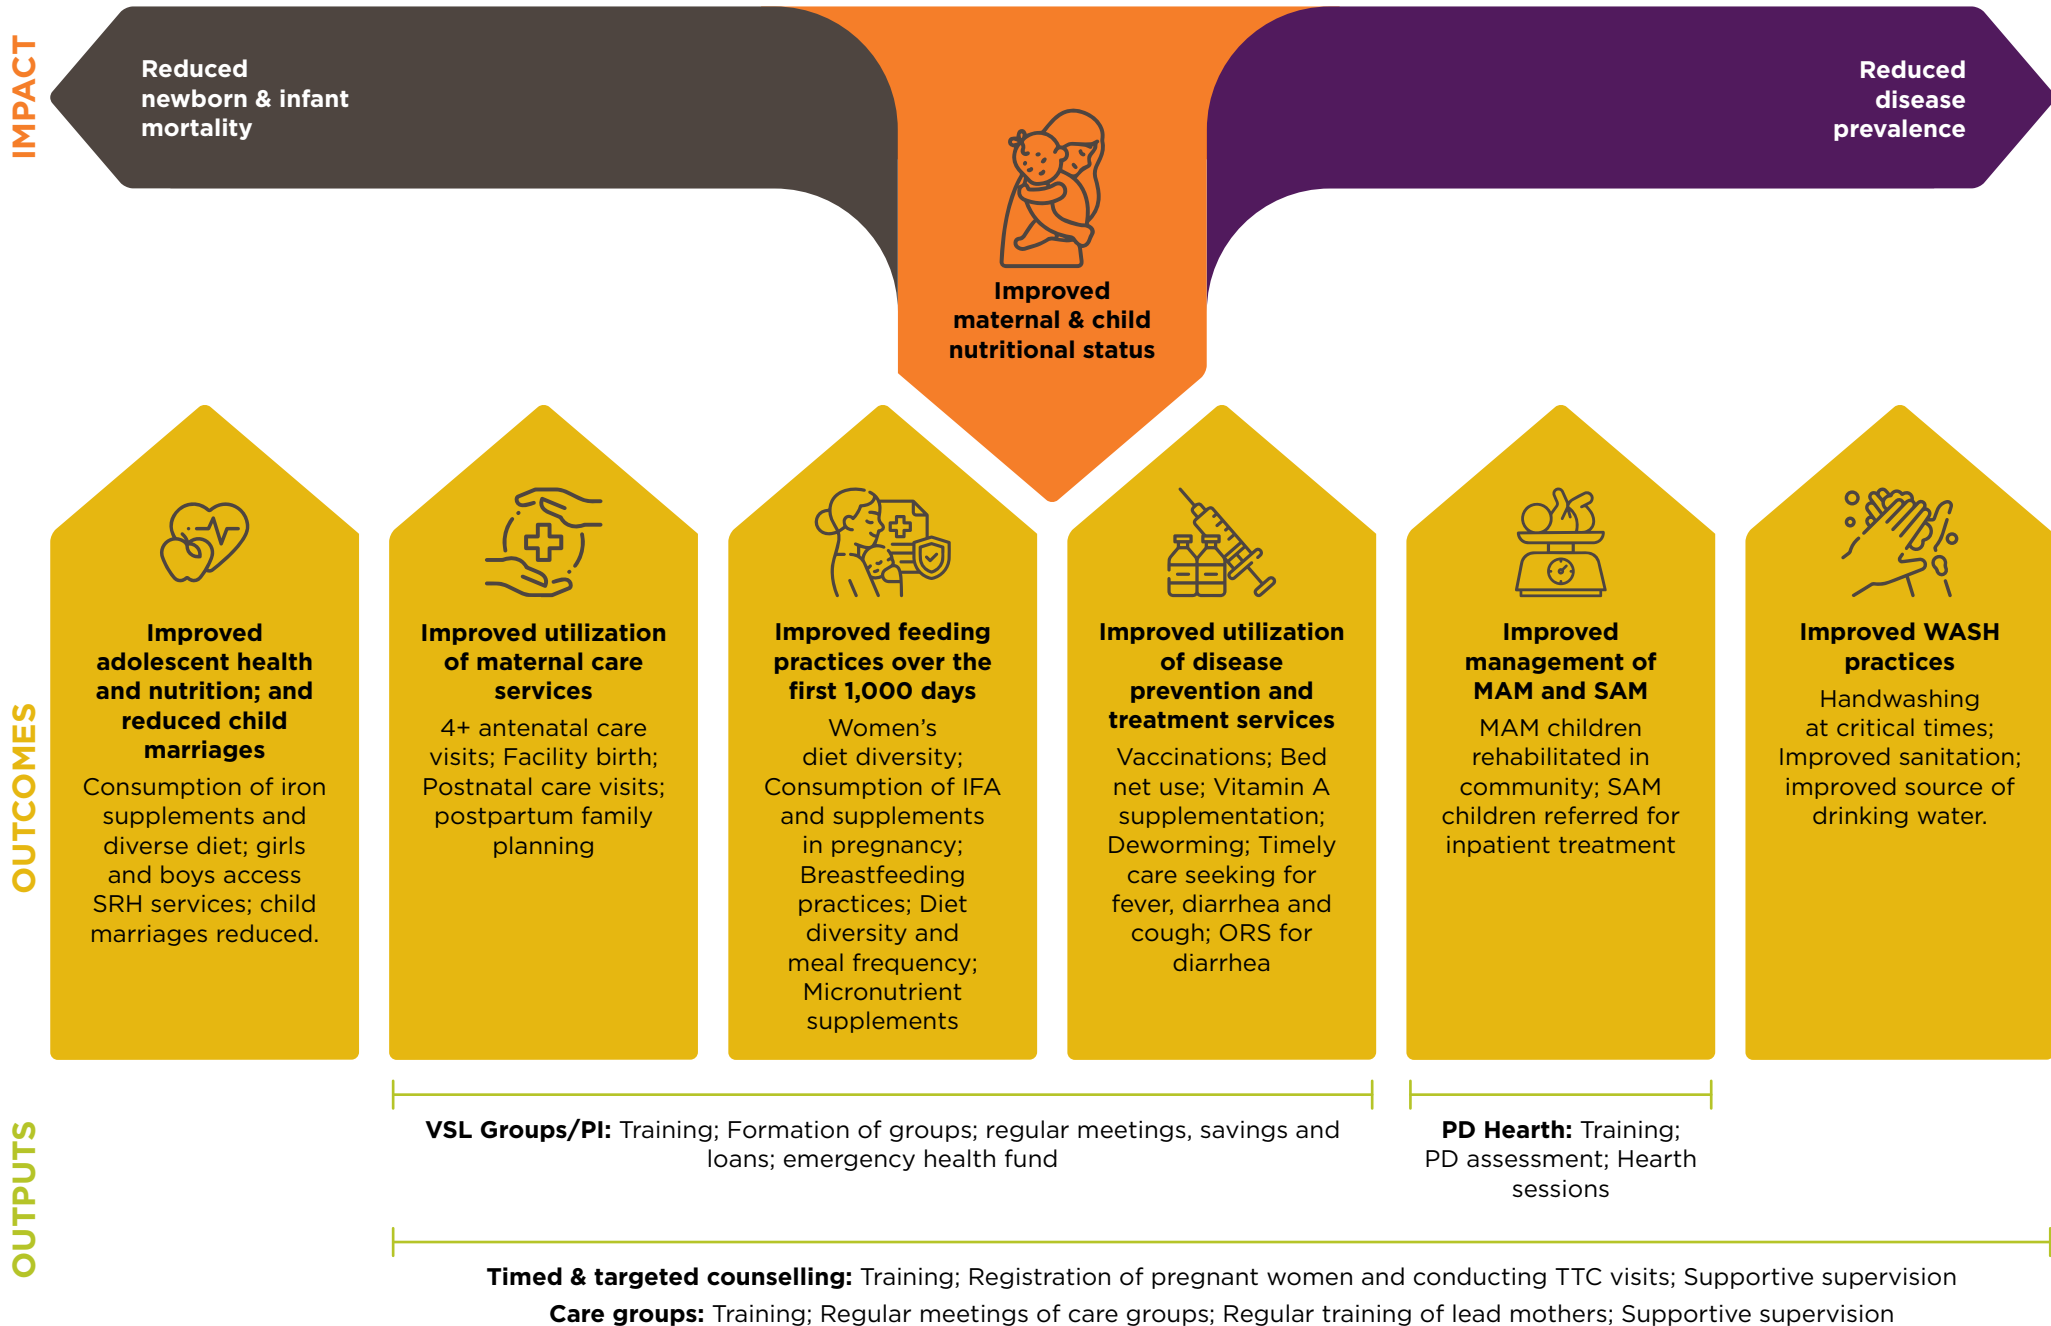 IMPACT
Reduced
newborn & infant
mortality
Reduced
disease
prevalence
Improved
maternal & child
nutritional status
OUTCOMES
Improved
adolescent health
and nutrition; and
reduced child
marriages
Consumption of iron
supplements and
diverse diet; girls
and boys access
SRH services; child
marriages reduced.
Improved utilization
of maternal care
services
4+ antenatal care
visits; Facility birth;
Postnatal care visits;
postpartum family
planning
Improved feeding
practices over the
first 1,000 days
Women’s
diet diversity;
Consumption of IFA
and supplements
in pregnancy;
Breastfeeding
practices; Diet
diversity and
meal frequency;
Micronutrient
supplements
Improved utilization
of disease
prevention and
treatment services
Vaccinations; Bed
net use; Vitamin A
supplementation;
Deworming; Timely
care seeking for
fever, diarrhea and
cough; ORS for
diarrhea
Improved
management of
MAM and SAM
MAM children
rehabilitated in
community; SAM
children referred for
inpatient treatment
Improved WASH
practices
Handwashing
at critical times;
Improved sanitation;
improved source of
drinking water.
OUTPUTS
VSL Groups/PI: Training; Formation of groups; regular meetings, savings and
loans; emergency health fund
PD Hearth: Training;
PD assessment; Hearth
sessions
Timed & targeted counselling: Training; Registration of pregnant women and conducting TTC visits; Supportive supervision
Care groups: Training; Regular meetings of care groups; Regular training of lead mothers; Supportive supervision